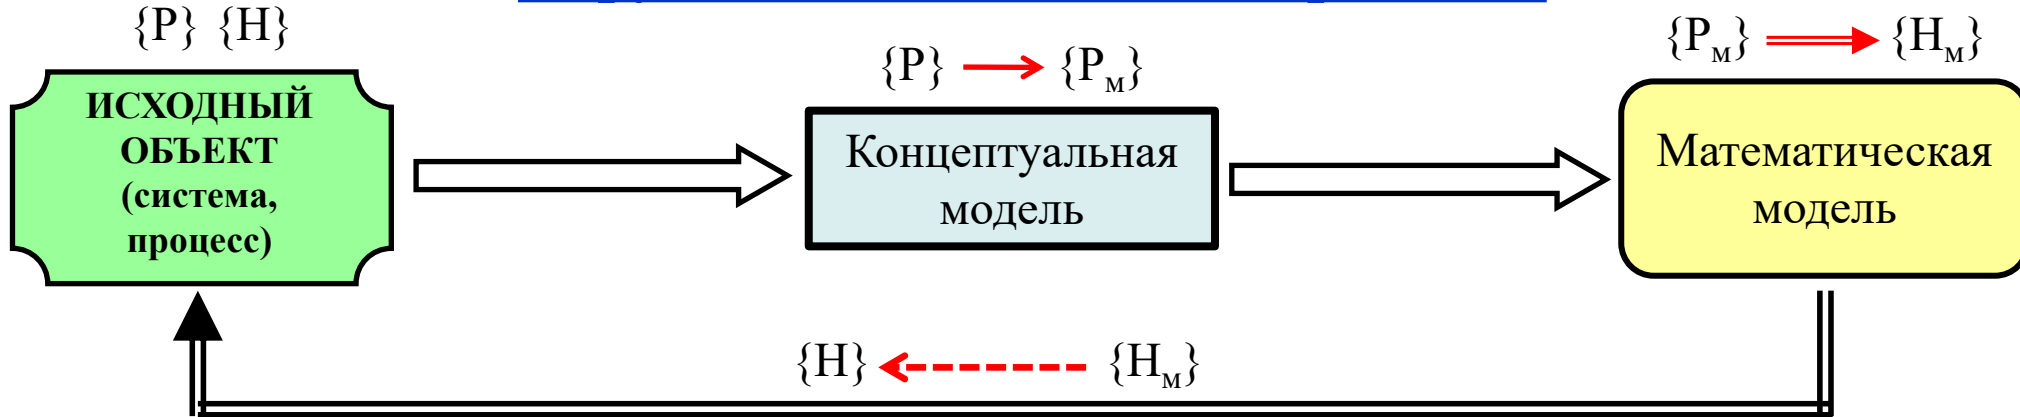 {P} {H}
{P} → {Pм}
{Pм} ⇒ {Hм}
ИСХОДНЫЙ
ОБЪЕКТ
(система,
процесс)
Концептуальная
модель
Математическая
модель
{H} ← {Hм}